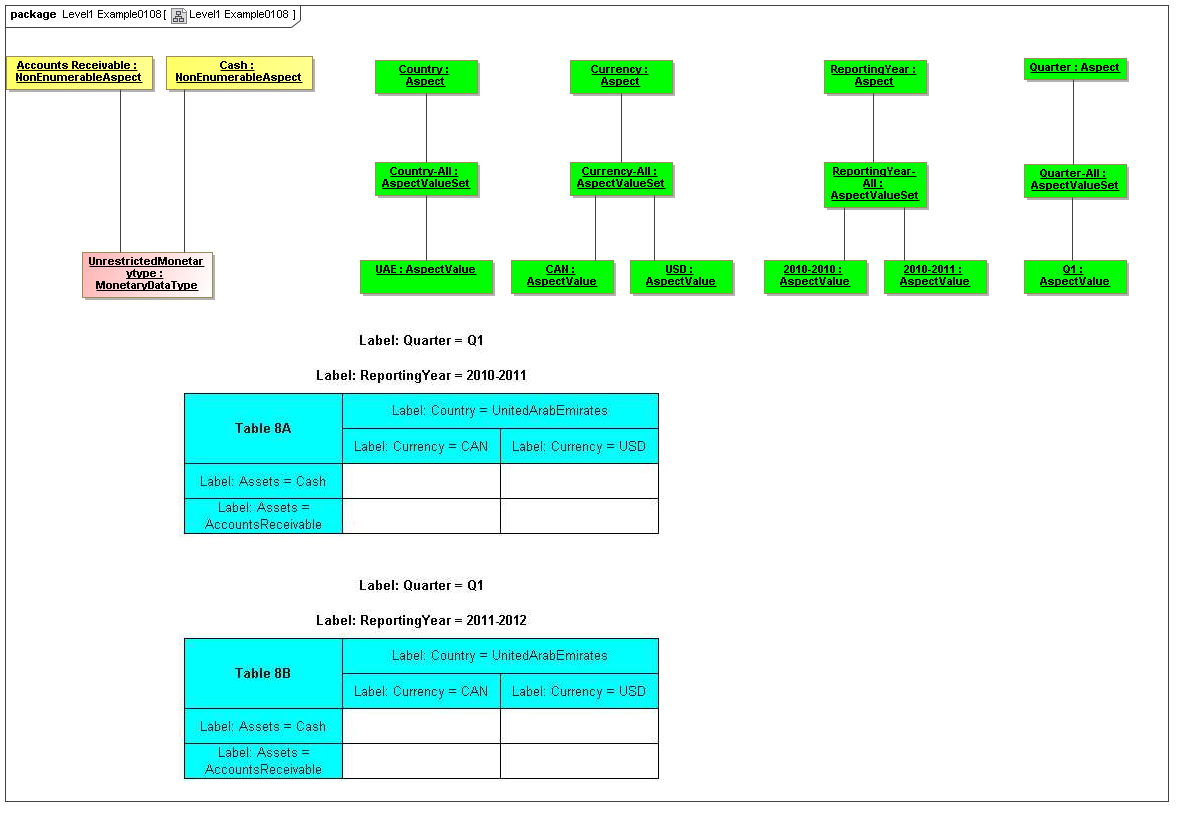 package Level1 Example0108[ Level1 Example0108 ]
Accounts Receivable :
NonEnumerableAspect
Cash :
NonEnumerableAspect
Country :
Aspect
Currency :
Aspect
ReportingYear :
Aspect
Quarter : Aspect
Country-All :
AspectValueSet
Currency-All :
AspectValueSet
ReportingYear-
All :
AspectValueSet
Quarter-All :
AspectValueSet
UnrestrictedMonetar
ytype :
MonetaryDataType
UAE : AspectValue
CAN :
AspectValue
USD :
AspectValue
2010-2010 :
AspectValue
2010-2011 :
AspectValue
Q1 :
AspectValue
Label: Quarter = Q1
Label: ReportingYear = 2010-2011
Table 8A
Label: Country = UnitedArabEmirates
Label: Currency = CAN
Label: Currency = USD
Label: Assets = Cash
Label: Assets =
AccountsReceivable
Label: Quarter = Q1
Label: ReportingYear = 2011-2012
Table 8B
Label: Country = UnitedArabEmirates
Label: Currency = CAN
Label: Currency = USD
Label: Assets = Cash
Label: Assets =
AccountsReceivable